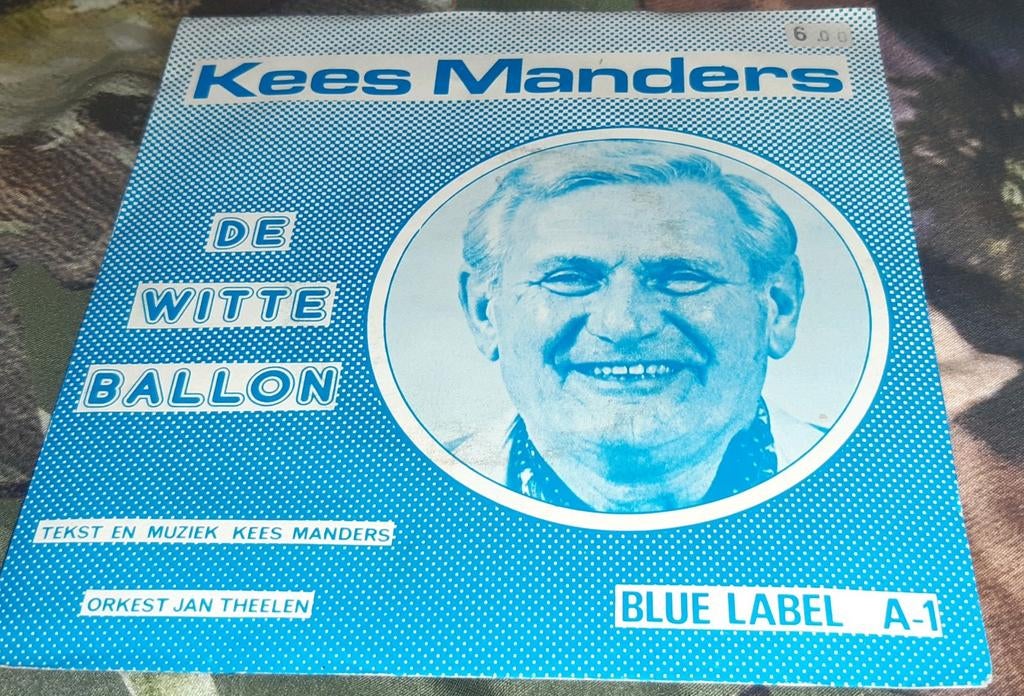 6.00
Kees Manders
DE
WITTE
BALLON
TEKST EN MUZIEK KEES MANDERS
ORKEST JAN THEELEN
BLUE LABEL A-1